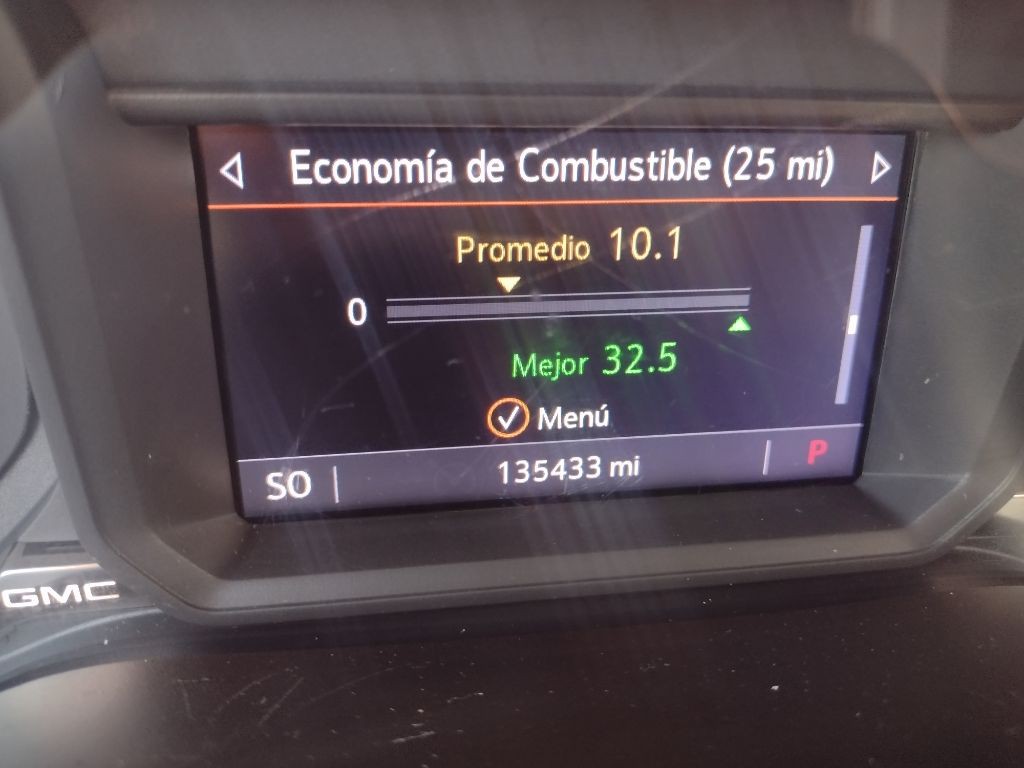 Economía de Combustible (25 mi)
Promedio 10.1
0
Mejor 32.5
Menú
SO
135433 mi
P
GMC